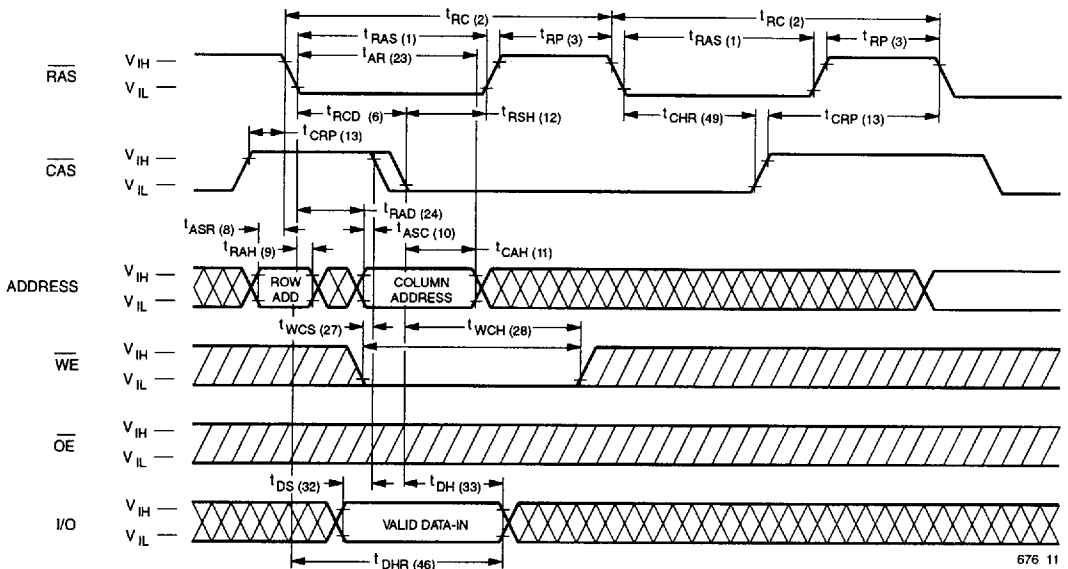 tRC (2) tRC (2)
tRAS (1) tRP (3) tRAS (1) tRP (3)
tAR (23)
RAS VIH
VIL
tRCD (6) tRSH (12) tCHR (49) tCRP (13)
tCRP (13)
CAS VIH
VIL
tRAD (24)
tASR (8) tASC (10)
tRAH (9) tCAH (11)
ADDRESS VIH
VIL
ROW
ADD
COLUMN
ADDRESS
tWCS (27) tWCH (28)
WE VIH
VIL
OE VIH
VIL
tDS (32) tDH (33)
I/O VIH
VIL
VALID DATA-IN
tDHR (46)
676 11